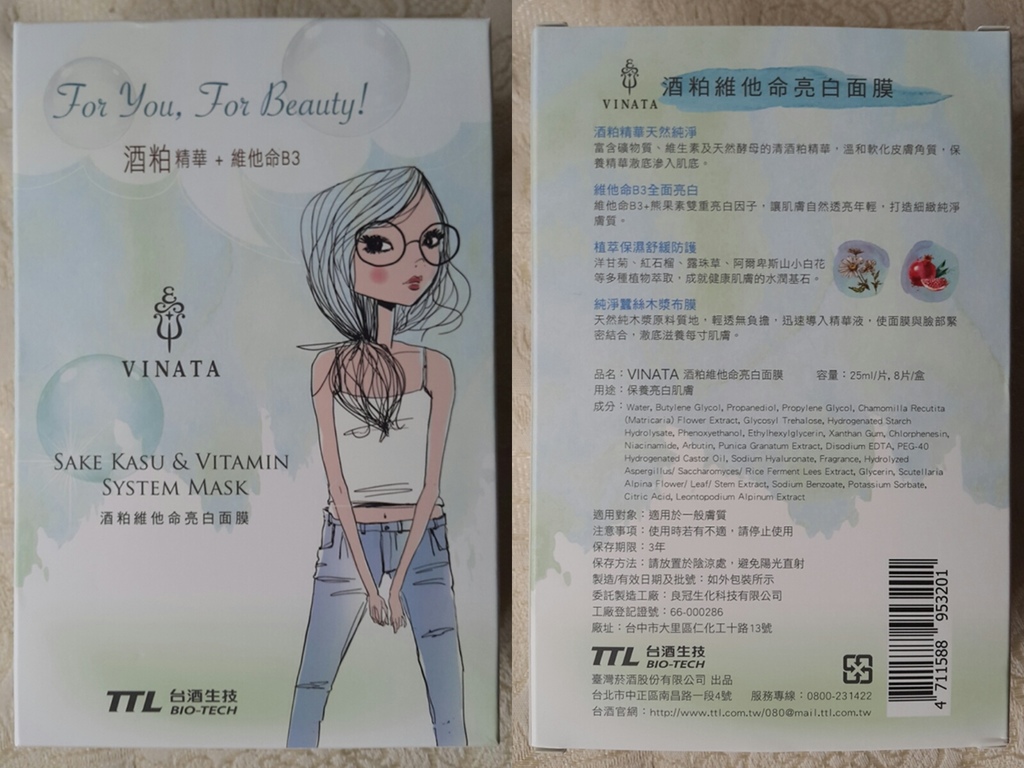 For You, For Beauty!
酒粕精華 + 維他命B3
VINATA
SAKE KASU & VITAMIN
SYSTEM MASK
酒粕維他命亮白面膜
TTL 台酒生技
BIO-TECH
VINATA 酒粕維他命亮白面膜
酒粕精華天然純淨
富含礦物質、維生素及天然酵母的清酒粕精華，溫和軟化皮膚角質，保
養精華澈底滲入肌底。
維他命B3全面亮白
維他命B3+熊果素雙重亮白因子，讓肌膚自然透亮年輕，打造細緻純淨
膚質。
植萃保濕舒緩防護
洋甘菊、紅石榴、露珠草、阿爾卑斯山小白花
等多種植物萃取，成就健康肌膚的水潤基石。
純淨蠶絲木漿布膜
天然純木漿原料質地，輕透無負擔，迅速導入精華液，使面膜與臉部緊
密結合，澈底滋養每寸肌膚。
品名：VINATA 酒粕維他命亮白面膜 容量：25ml/片, 8片/盒
用途：保養亮白肌膚
成分：Water, Butylene Glycol, Propanediol, Propylene Glycol, Chamomilla Recutita
(Matricaria) Flower Extract, Glycosyl Trehalose, Hydrogenated Starch
Hydrolysate, Phenoxyethanol, Ethylhexylglycerin, Xanthan Gum, Chlorphenesin,
Niacinamide, Arbutin, Punica Granatum Extract, Disodium EDTA, PEG-40
Hydrogenated Castor Oil, Sodium Hyaluronate, Fragrance, Hydrolyzed
Aspergillus/ Saccharomyces/ Rice Ferment Lees Extract, Glycerin, Scutellaria
Alpina Flower/ Leaf/ Stem Extract, Sodium Benzoate, Potassium Sorbate,
Citric Acid, Leontopodium Alpinum Extract
適用對象：適用於一般膚質
注意事項：使用時若有不適，請停止使用
保存期限：3年
保存方法：請放置於陰涼處，避免陽光直射
製造/有效日期及批號：如外包裝所示
委託製造工廠：良冠生化科技有限公司
工廠登記證號：66-000286
廠址：台中市大里區仁化工十路13號
TTL 台酒生技
BIO-TECH
臺灣菸酒股份有限公司 出品
台北市中正區南昌路一段4號 服務專線：0800-231422
台酒官網：http://www.ttl.com.tw/080@mail.ttl.com.tw
4 711588 953201